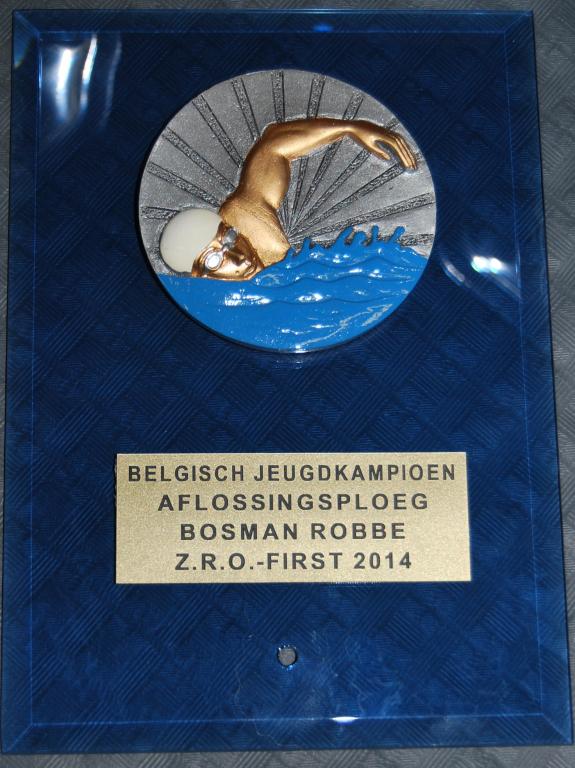 BELGISCH JEUGDKAMPIOEN
AFLOSSINGSPLOEG
BOSMAN ROBBE
Z.R.O.-FIRST 2014